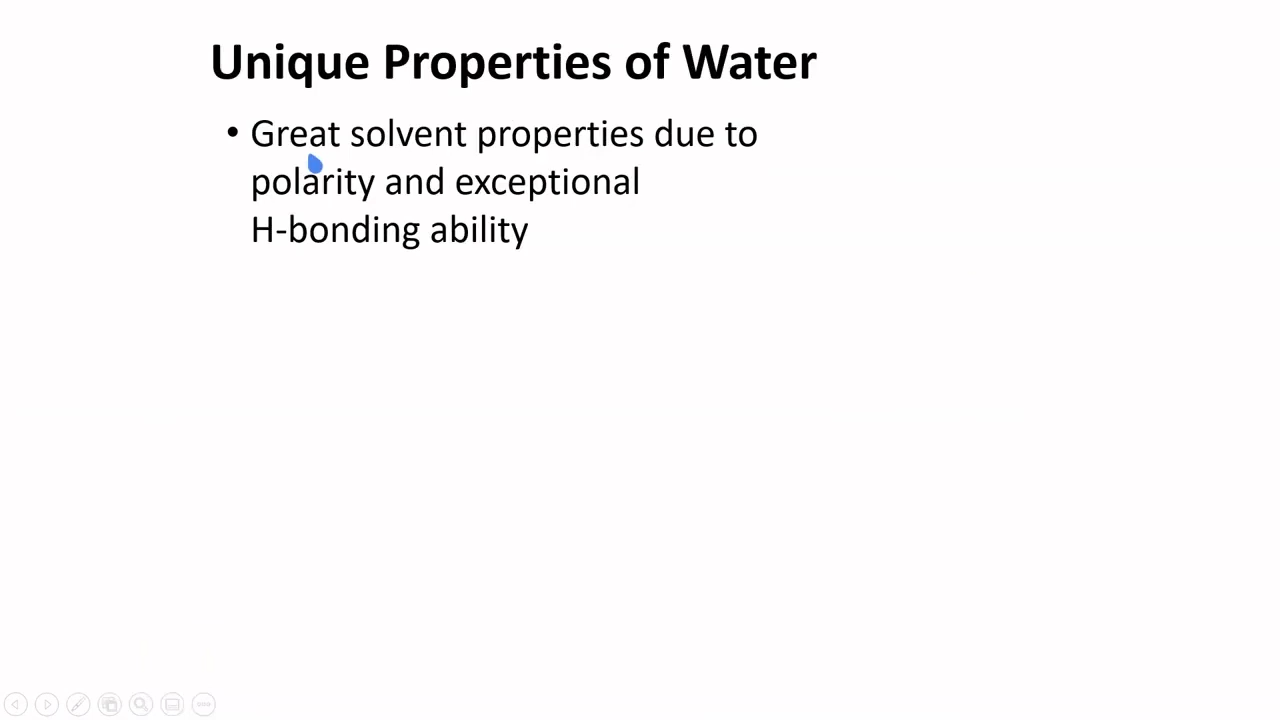 Unique Properties of Water
• Great solvent properties due to
polarity and exceptional
H-bonding ability